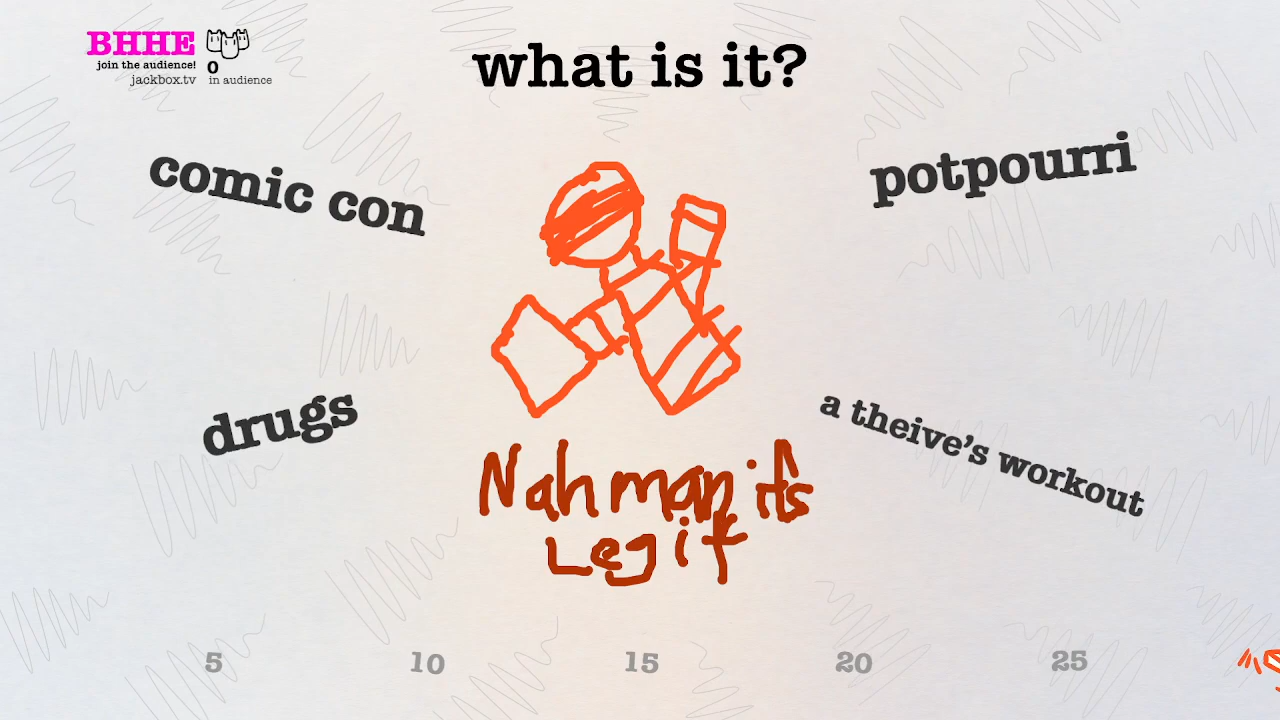 BHHE
join the audience!
jackbox.tv
0
in audience
what is it?
comic con
potpourri
drugs
a theive's workout
Nah man its
Legit
5 10 15 20 25